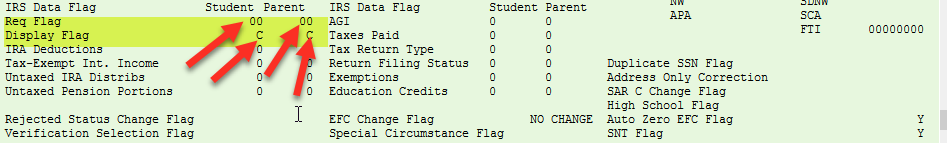 IRS Data Flag Student Parent IRS Data Flag Student Parent NW SDNW
Req Flag 00 00 AGI 0 0 APA SCA
Display Flag C C Taxes Paid 0 0 FTI 00000000
IRA Deductions 0 0 Tax Return Type 0 0
Tax-Exempt Int. Income 0 0 Return Filing Status 0 0 Duplicate SSN Flag
Untaxed IRA Distribs 0 0 Exemptions 0 0 Address Only Correction
Untaxed Pension Portions 0 0 Education Credits 0 0 SAR C Change Flag
High School Flag
Rejected Status Change Flag EFC Change Flag NO CHANGE Auto Zero EFC Flag Y
Verification Selection Flag Special Circumstance Flag SNT Flag Y